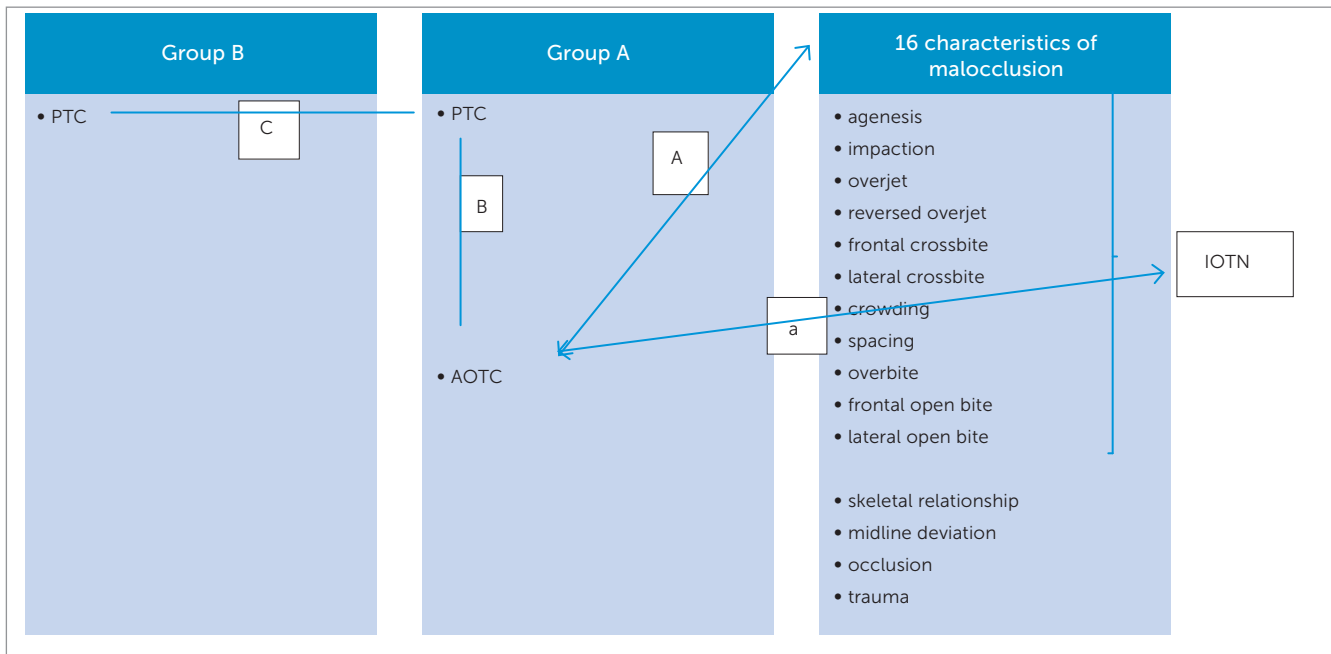 Group B
• PTC
C
Group A
• PTC
A
B
a
• AOTC
16 characteristics of
malocclusion
• agenesis
• impaction
• overjet
• reversed overjet
• frontal crossbite
• lateral crossbite
• crowding
• spacing
• overbite
• frontal open bite
• lateral open bite
• skeletal relationship
• midline deviation
• occlusion
• trauma
IOTN